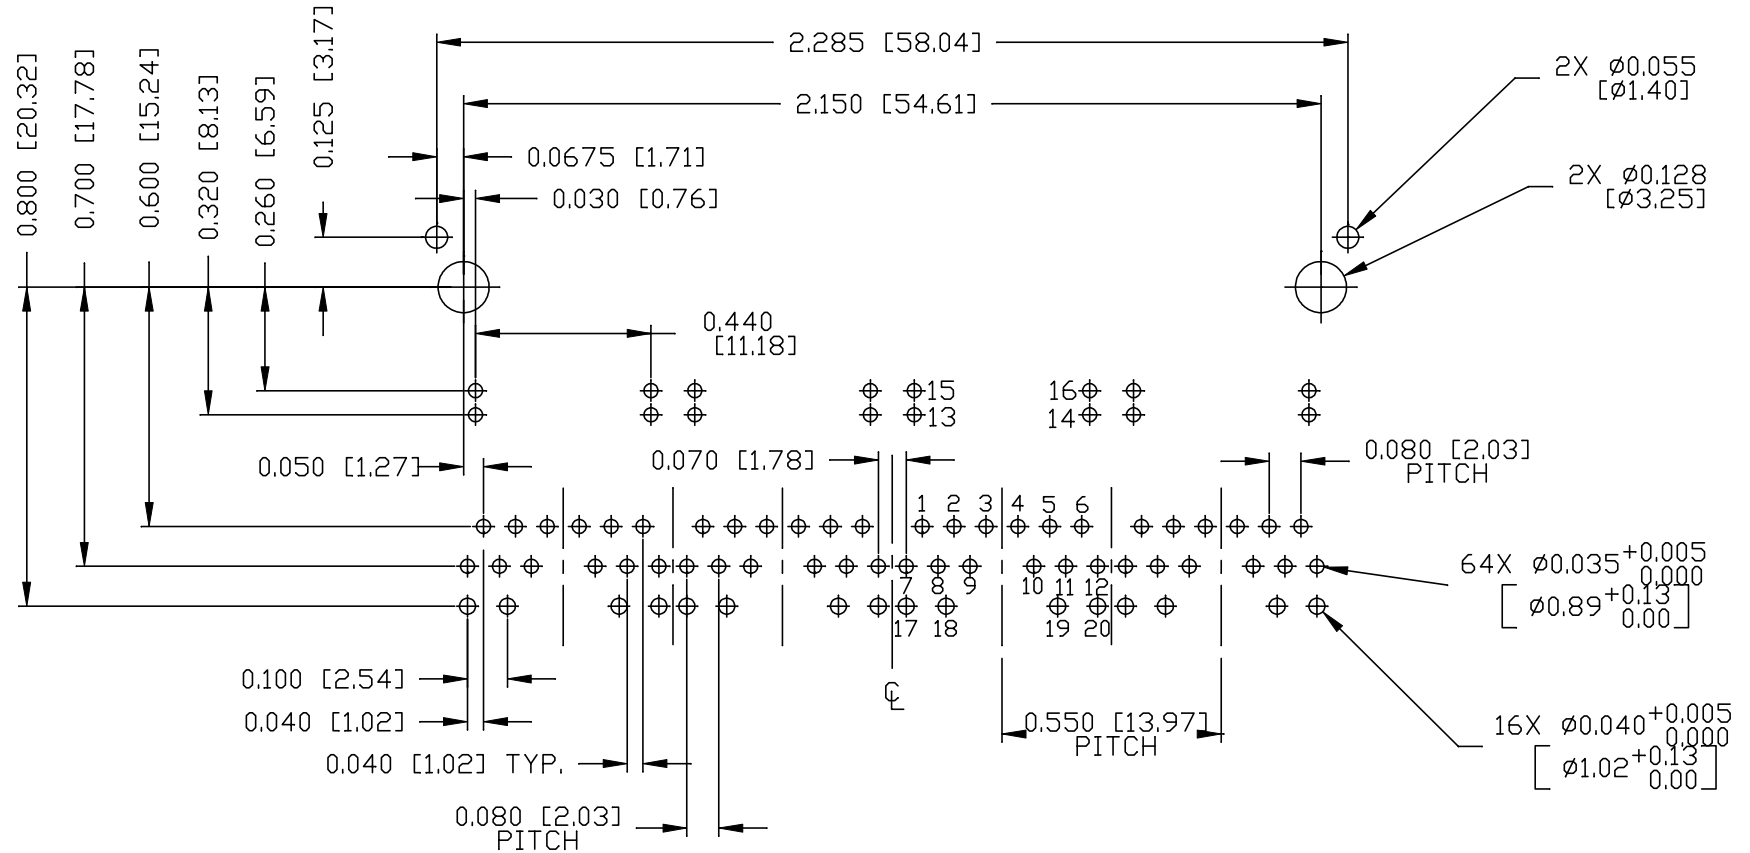 0.800 [20.32]
0.700 [17.78]
0.600 [15.24]
0.320 [8.13]
0.260 [6.59]
0.125 [3.17]
2.285 [58.04]
2.150 [54.61]
0.0675 [1.71]
0.030 [0.76]
2X ø0.055
[ø1.40]
2X ø0.128
[ø3.25]
0.440
[11.18]
15
16
13
14
0.050 [1.27]
0.070 [1.78]
0.080 [2.03]
PITCH
1 2 3 4 5 6
7 8 9 10 11 12
17 18 19 20
64X ø0.035 +0.005
0.000
[ø0.89 +0.13
0.00]
0.100 [2.54]
0.040 [1.02]
0.040 [1.02] TYP.
0.080 [2.03]
PITCH
CL
0.550 [13.97]
PITCH
16X ø0.040 +0.005
0.000
[ø1.02 +0.13
0.00]